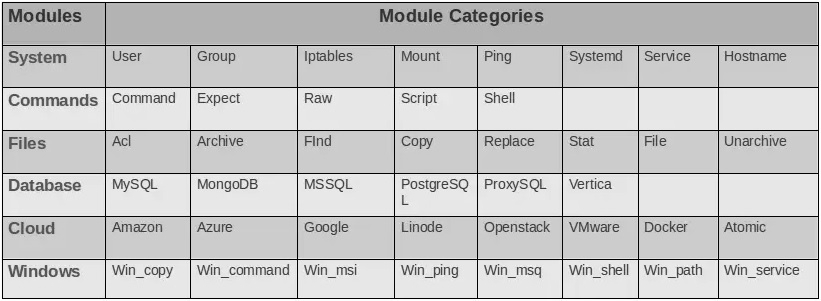 Modules Module Categories
System User Group Iptables Mount Ping Systemd Service Hostname
Commands Command Expect Raw Script Shell
Files Acl Archive FInd Copy Replace Stat File Unarchive
Database MySQL MongoDB MSSQL PostgreSQ ProxySQL Vertica
L
Cloud Amazon Azure Google Linode Openstack VMware Docker Atomic
Windows Win_copy Win_command Win_msi Win_ping Win_msq Win_shell Win_path Win_service